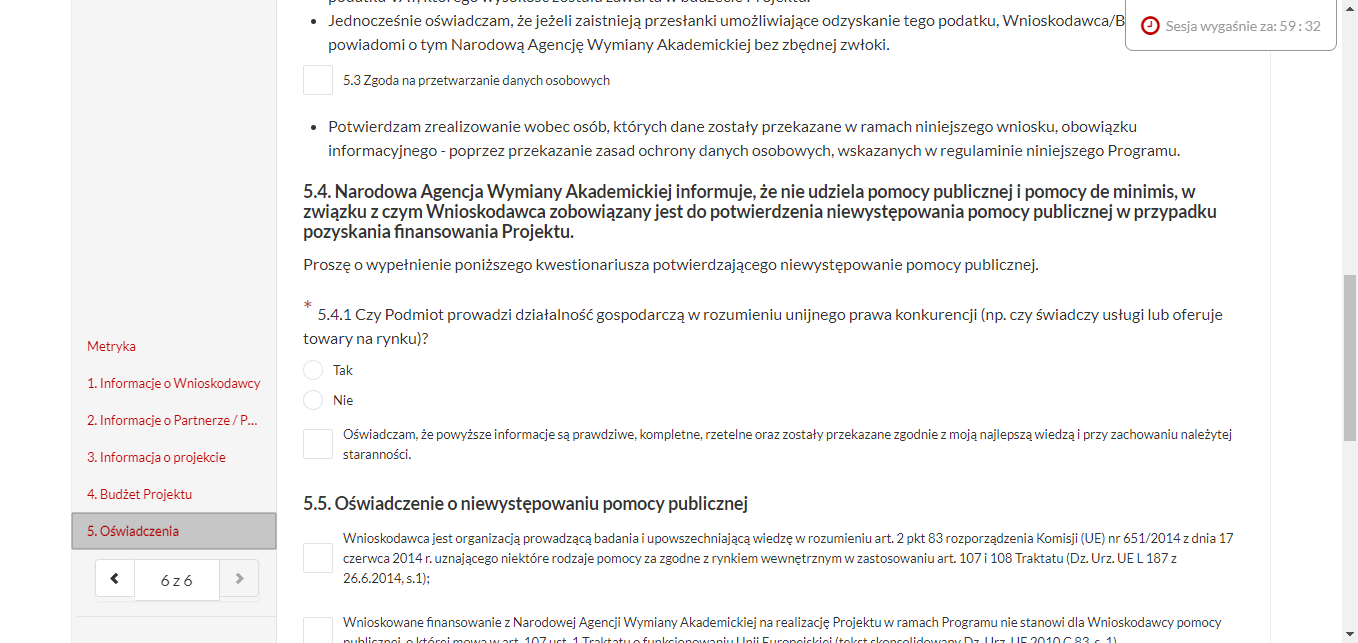 podatku VAT, którego wysokość została zawarta w budżecie Projektu.
Jednocześnie oświadczam, że jeżeli zaistnieją przesłanki umożliwiające odzyskanie tego podatku, Wnioskodawca/B
powiadomi o tym Narodową Agencję Wymiany Akademickiej bez zbędnej zwłoki.
Sesja wygaśnie za: 59 : 32
5.3 Zgoda na przetwarzanie danych osobowych
Potwierdzam zrealizowanie wobec osób, których dane zostały przekazane w ramach niniejszego wniosku, obowiązku
informacyjnego - poprzez przekazanie zasad ochrony danych osobowych, wskazanych w regulaminie niniejszego Programu.
5.4. Narodowa Agencja Wymiany Akademickiej informuje, że nie udziela pomocy publicznej i pomocy de minimis, w
związku z czym Wnioskodawca zobowiązany jest do potwierdzenia niewystępowania pomocy publicznej w przypadku
pozyskania finansowania Projektu.
Proszę o wypełnienie poniższego kwestionariusza potwierdzającego niewystępowanie pomocy publicznej.
* 5.4.1 Czy Podmiot prowadzi działalność gospodarczą w rozumieniu unijnego prawa konkurencji (np. czy świadczy usługi lub oferuje
towary na rynku)?
Tak
Nie
Oświadczam, że powyższe informacje są prawdziwe, kompletne, rzetelne oraz zostały przekazane zgodnie z moją najlepszą wiedzą i przy zachowaniu należytej
staranności.
5.5. Oświadczenie o niewystępowaniu pomocy publicznej
Wnioskodawca jest organizacją prowadzącą badania i upowszechniającą wiedzę w rozumieniu art. 2 pkt 83 rozporządzenia Komisji (UE) nr 651/2014 z dnia 17
czerwca 2014 r. uznającego niektóre rodzaje pomocy za zgodne z rynkiem wewnętrznym w zastosowaniu art. 107 i 108 Traktatu (Dz. Urz. UE L 187 z
26.6.2014, s.1);
Wnioskowane finansowanie z Narodowej Agencji Wymiany Akademickiej na realizację Projektu w ramach Programu nie stanowi dla Wnioskodawcy pomocy
publicznej, o której mowa w art. 107 ust. 1 Traktatu o funkcjonowaniu Unii Europejskiej (tekst skonsolidowany Dz. Urz. UE 2010 C 83, s. 1)
Metryka
1. Informacje o Wnioskodawcy
2. Informacje o Partnerze / P...
3. Informacja o projekcie
4. Budżet Projektu
5. Oświadczenia
6 z 6